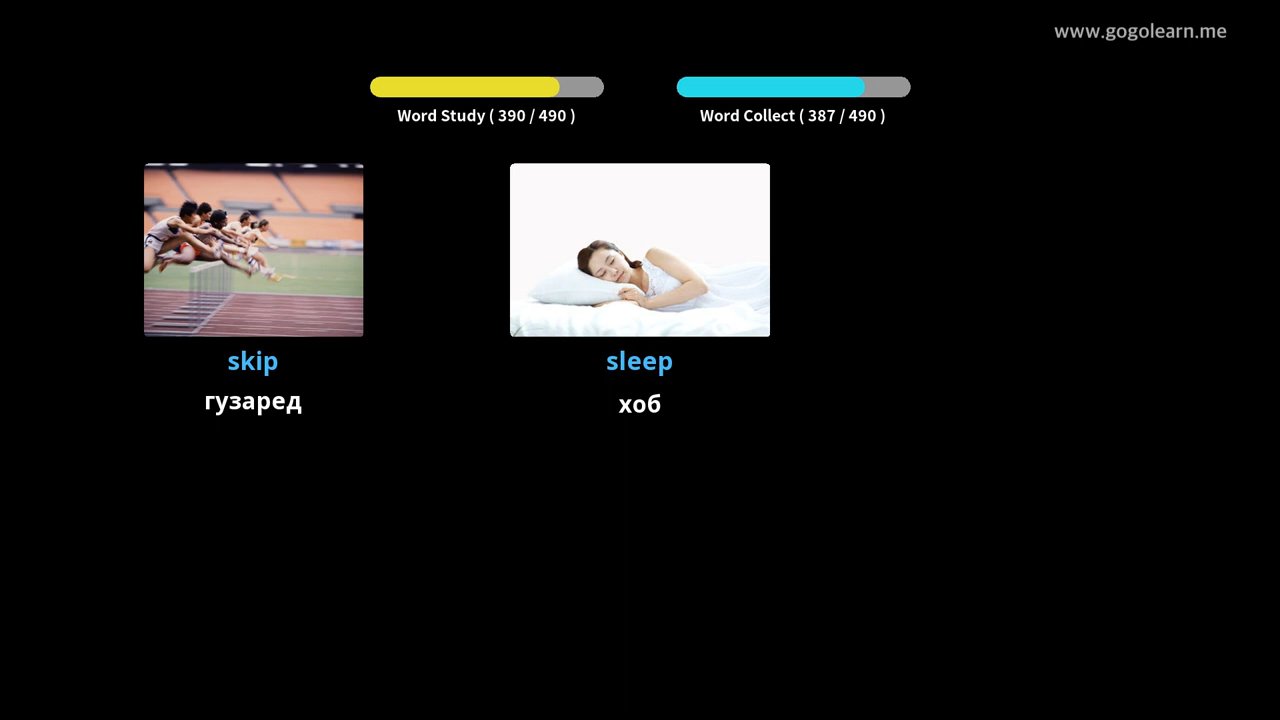 www.gogolearn.me
Word Study ( 390 / 490 )
Word Collect ( 387 / 490 )
skip
sleep
гузаред
хоб